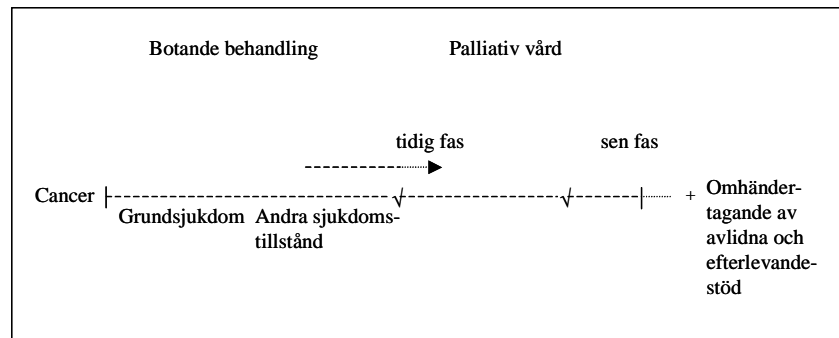 Botande behandling Palliativ vård
tidig fas sen fas
Cancer
Grundsjukdom
Andra sjukdoms-
tillstånd
+ Omhänder-
tagande av
avlidna och
efterlevande-
stöd